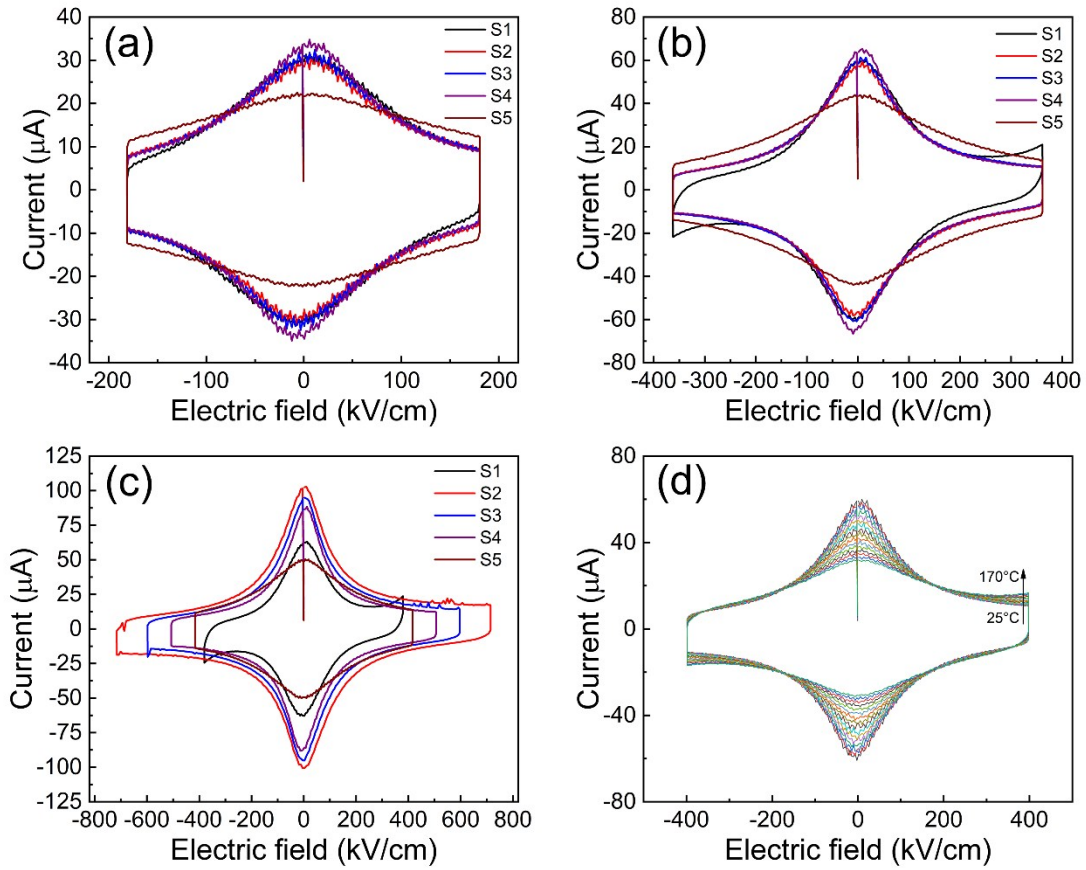 (a)
S1
S2
S3
S4
S5
40
30
20
10
0
-10
-20
-30
-40
Current (μA)
-200 -100 0 100 200
Electric field (kV/cm)
(b)
S1
S2
S3
S4
S5
80
60
40
20
0
-20
-40
-60
-80
Current (μA)
-400 -300 -200 -100 0 100 200 300 400
Electric field (kV/cm)
(c)
S1
S2
S3
S4
S5
125
100
75
50
25
0
-25
-50
-75
-100
-125
Current (μA)
-800 -600 -400 -200 0 200 400 600 800
Electric field (kV/cm)
(d)
170°C
25°C
80
40
0
-40
-80
Current (μA)
-400 -200 0 200 400
Electric field (kV/cm)